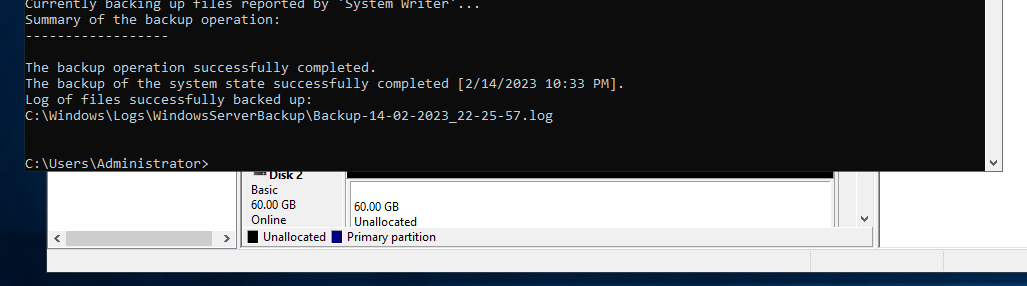 Currently backing up files reported by 'System Writer'...
Summary of the backup operation:
------------------
The backup operation successfully completed.
The backup of the system state successfully completed [2/14/2023 10:33 PM].
Log of files successfully backed up:
C:\Windows\Logs\WindowsServerBackup\Backup-14-02-2023_22-25-57.log
C:\Users\Administrator>
Disk 2
Basic
60.00 GB
Online
60.00 GB
Unallocated
Unallocated
Primary partition